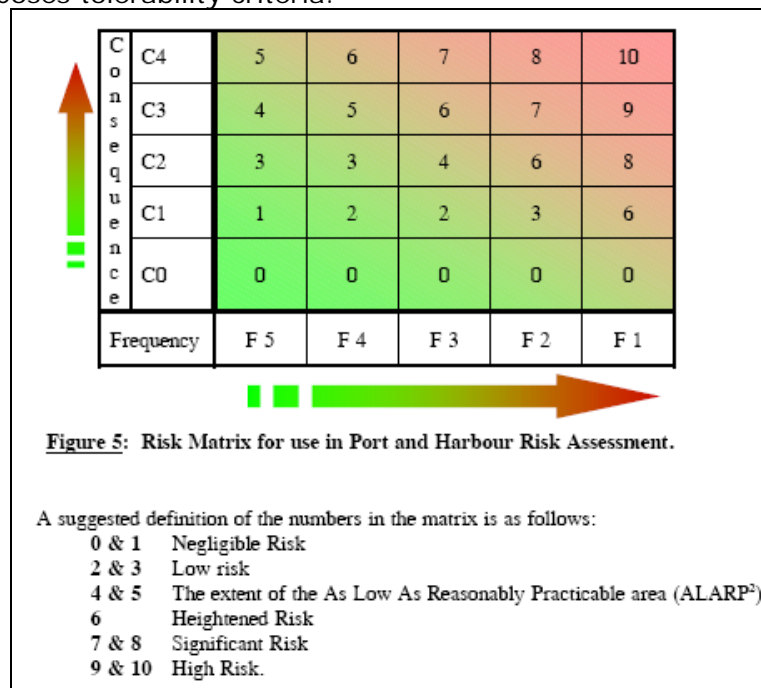 poses tolerability criteria.
Consequence
C4 5 6 7 8 10
C3 4 5 6 7 9
C2 3 3 4 6 8
C1 1 2 2 3 6
C0 0 0 0 0 0
Frequency F 5 F 4 F 3 F 2 F 1
Figure 5: Risk Matrix for use in Port and Harbour Risk Assessment.
A suggested definition of the numbers in the matrix is as follows:
0 & 1 Negligible Risk
2 & 3 Low risk
4 & 5 The extent of the As Low As Reasonably Practicable area (ALARP²)
6 Heightened Risk
7 & 8 Significant Risk
9 & 10 High Risk.